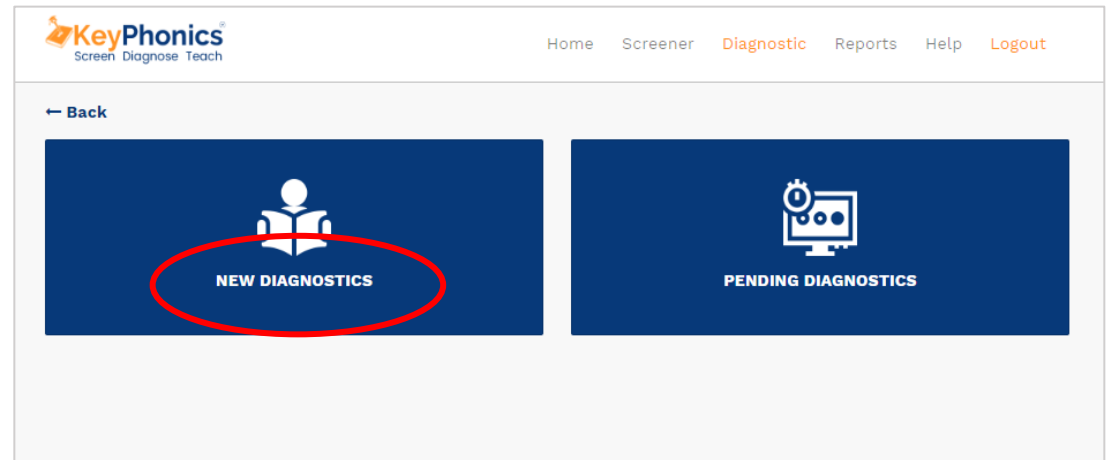 KeyPhonics®
Screen Diagnose Teach
Home Screener Diagnostic Reports Help Logout
← Back
NEW DIAGNOSTICS
PENDING DIAGNOSTICS